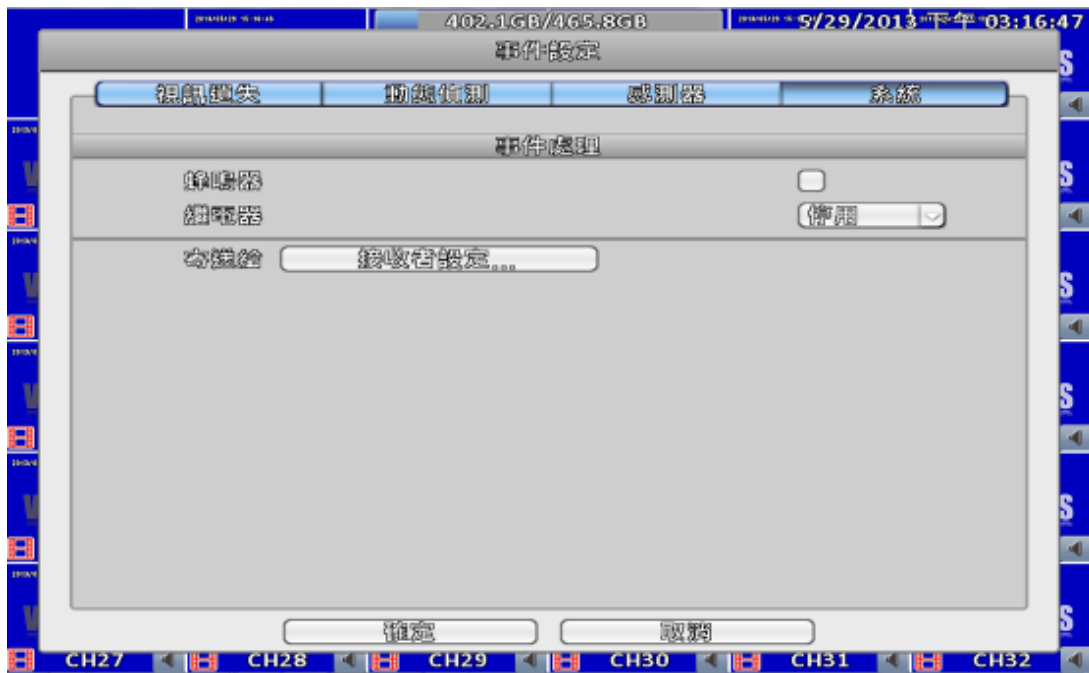 402.1GB/465.8GB
5/29/2013 下午 03:16:47
事件設定
視訊遺失 動態偵測 感測器 系統
事件處理
蜂鳴器
繼電器 停用
寄送給 接收者設定...
確定 取消
CH27 CH28 CH29 CH30 CH31 CH32